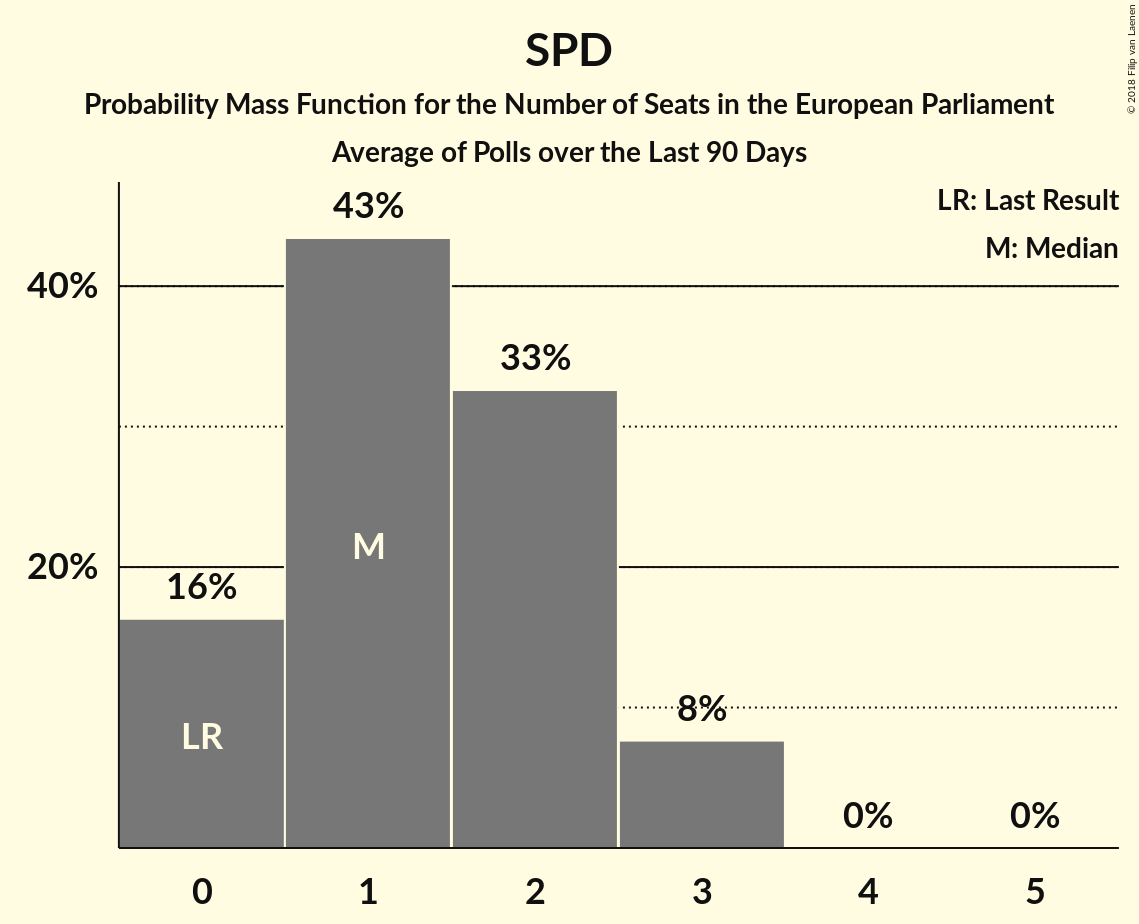 SPD
Probability Mass Function for the Number of Seats in the European Parliament
Average of Polls over the Last 90 Days
© 2018 Filip van Laenen
LR: Last Result
M: Median
43%
40%
33%
M
20%
16%
8%
LR
0%
0%
0
1
2
3
4
5